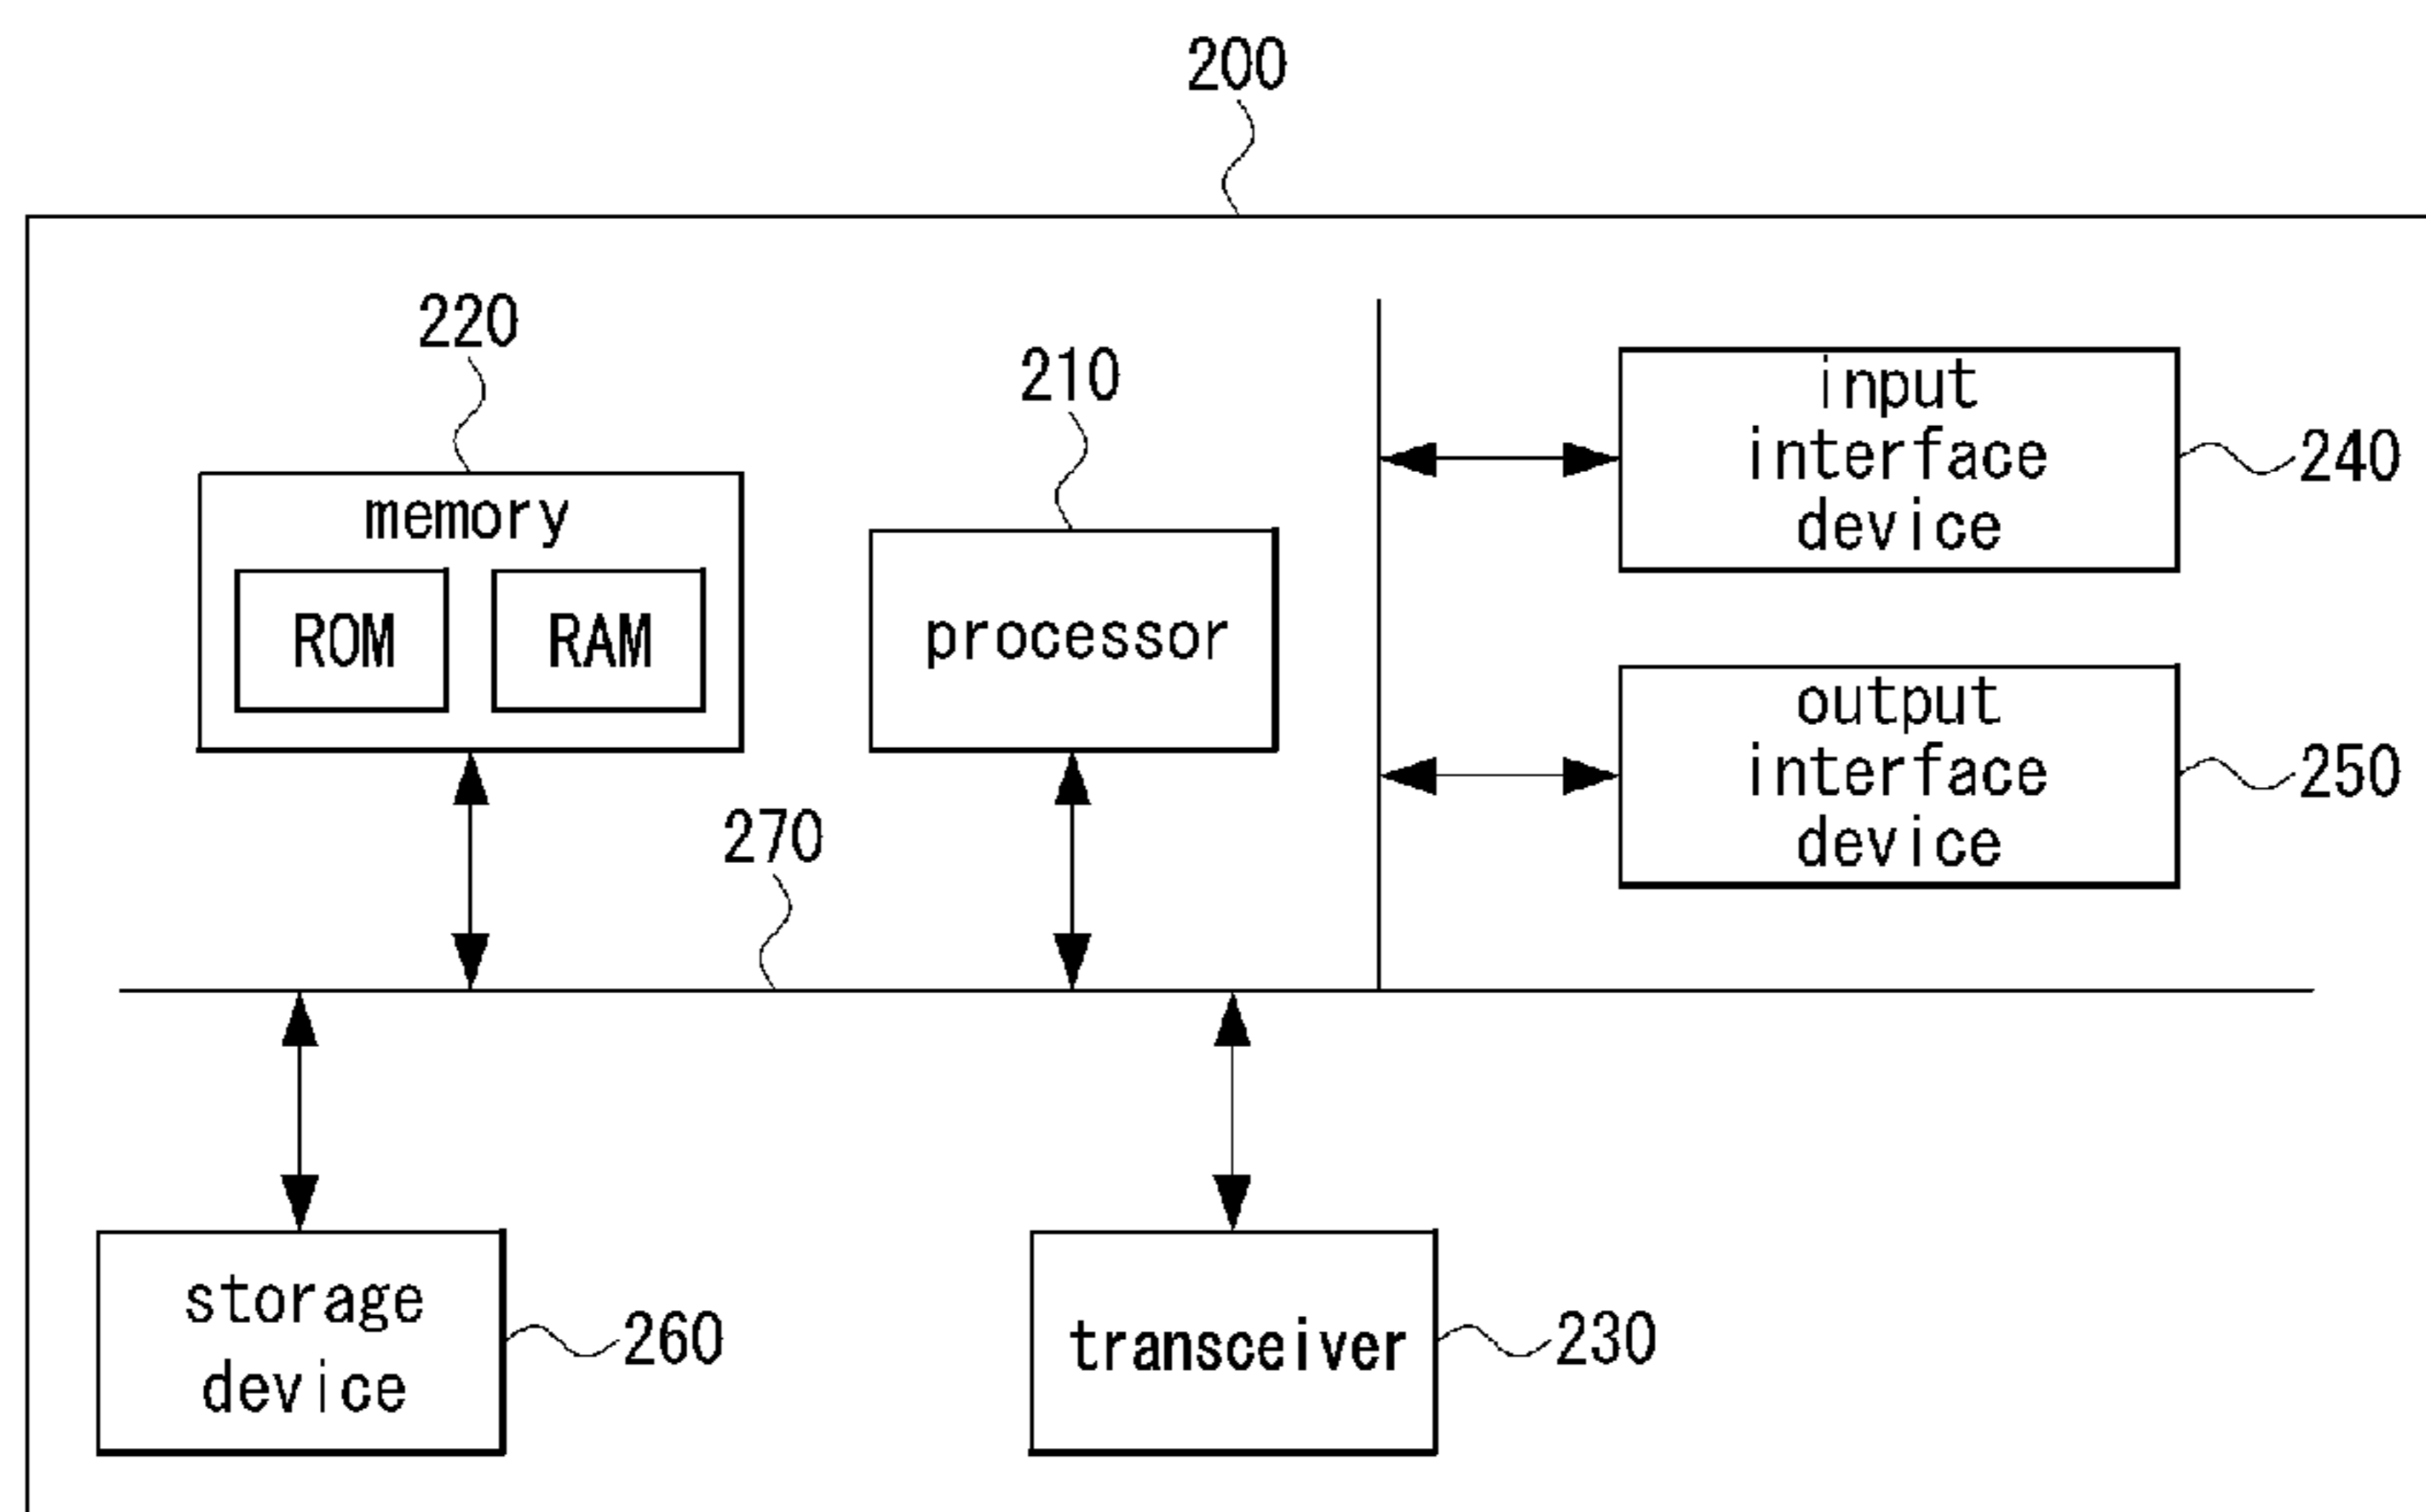 200
220
210
memory
ROM
RAM
processor
input
interface
device
240
output
interface
device
250
270
storage
device
260
transceiver
230